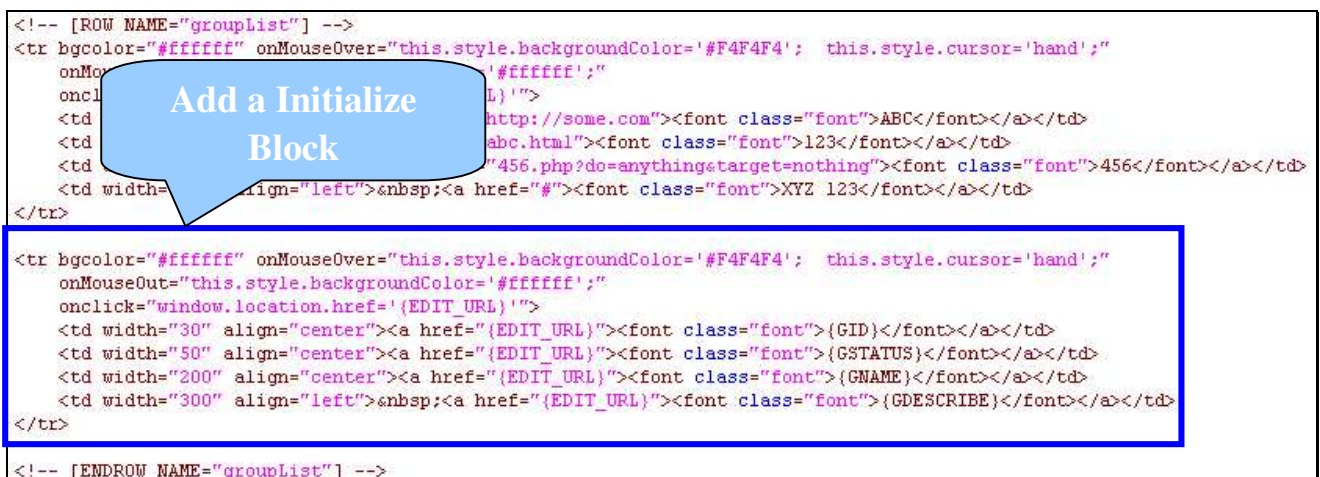 <!-- [ROW NAME="groupList"] -->
<tr bgcolor="#ffffff" onMouseOver="this.style.backgroundColor='#F4F4F4';  this.style.cursor='hand';"
onMou ='#ffffff';"
oncl L}'">
Add a Initialize
Block
<td http://some.com"><font class="font">ABC</font></a></td>
<td abc.html"><font class="font">123</font></a></td>
<td "456.php?do=anything&target=nothing"><font class="font">456</font></a></td>
<td width= align="left">&nbsp;<a href="#"><font class="font">XYZ 123</font></a></td>
</tr>
<tr bgcolor="#ffffff" onMouseOver="this.style.backgroundColor='#F4F4F4';  this.style.cursor='hand';"
onMouseOut="this.style.backgroundColor='#ffffff';"
onclick="window.location.href='{EDIT_URL}'">
<td width="30" align="center"><a href="{EDIT_URL}"><font class="font">{GID}</font></a></td>
<td width="50" align="center"><a href="{EDIT_URL}"><font class="font">{GSTATUS}</font></a></td>
<td width="200" align="center"><a href="{EDIT_URL}"><font class="font">{GNAME}</font></a></td>
<td width="300" align="left">&nbsp;<a href="{EDIT_URL}"><font class="font">{GDESCRIBE}</font></a></td>
</tr>
<!-- [ENDROW NAME="groupList"] -->